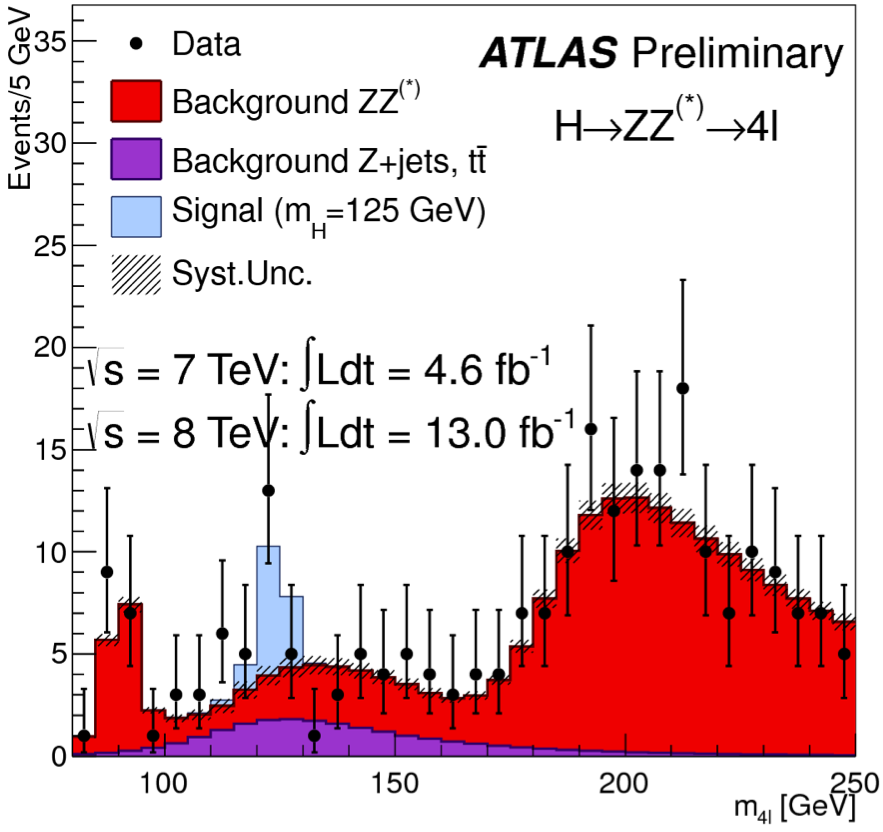 Events/5 GeV
35
30
25
20
15
10
5
0
Data
Background ZZ(*)
Background Z+jets, tt̄
Signal (mH=125 GeV)
Syst.Unc.
ATLAS Preliminary
H→ZZ(*)→4l
√s = 7 TeV: ∫Ldt = 4.6 fb-1
√s = 8 TeV: ∫Ldt = 13.0 fb-1
100 150 200 250
m4l [GeV]